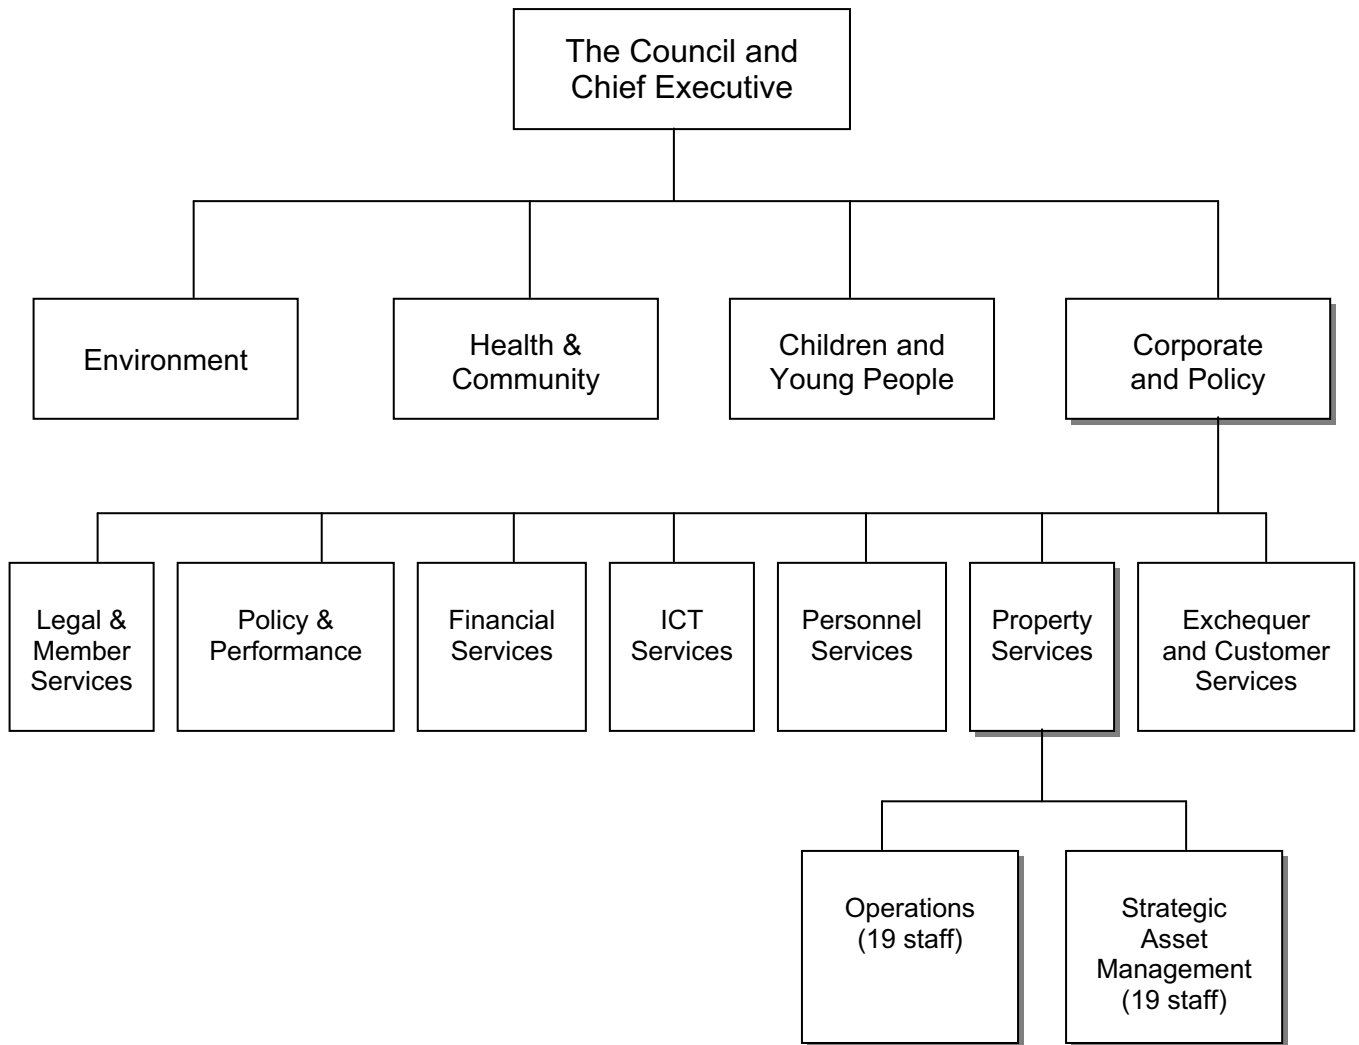 The Council and
Chief Executive
Environment
Health &
Community
Children and
Young People
Corporate
and Policy
Legal &
Member
Services
Policy &
Performance
Financial
Services
ICT
Services
Personnel
Services
Property
Services
Exchequer
and Customer
Services
Operations
(19 staff)
Strategic
Asset
Management
(19 staff)